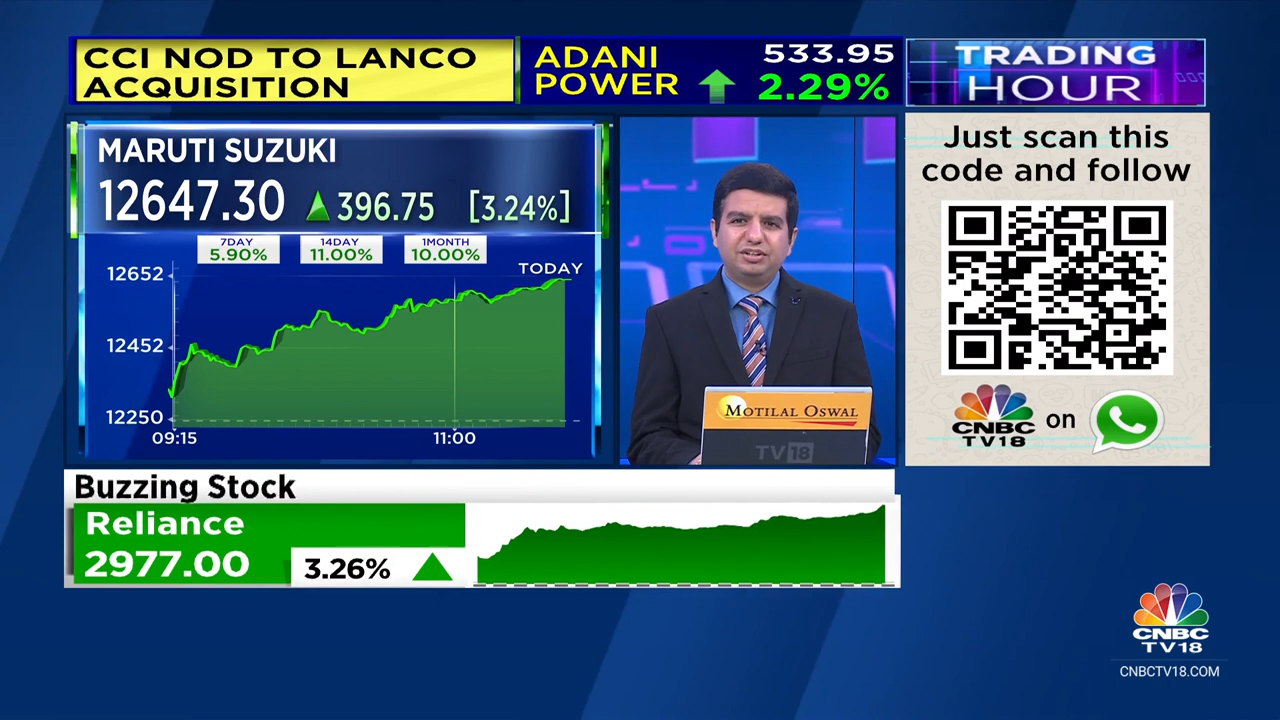 CCI NOD TO LANCO
ACQUISITION
ADANI
POWER
533.95
2.29%
TRADING
HOUR
MARUTI SUZUKI
12647.30
396.75
[3.24%]
7DAY
5.90%
14DAY
11.00%
1MONTH
10.00%
TODAY
12652
12452
12250
09:15
11:00
MOTILAL OSWAL
TV18
Just scan this
code and follow
CNBC
TV18
on
Buzzing Stock
Reliance
2977.00
3.26%
CNBC
TV18
CNBCTV18.COM